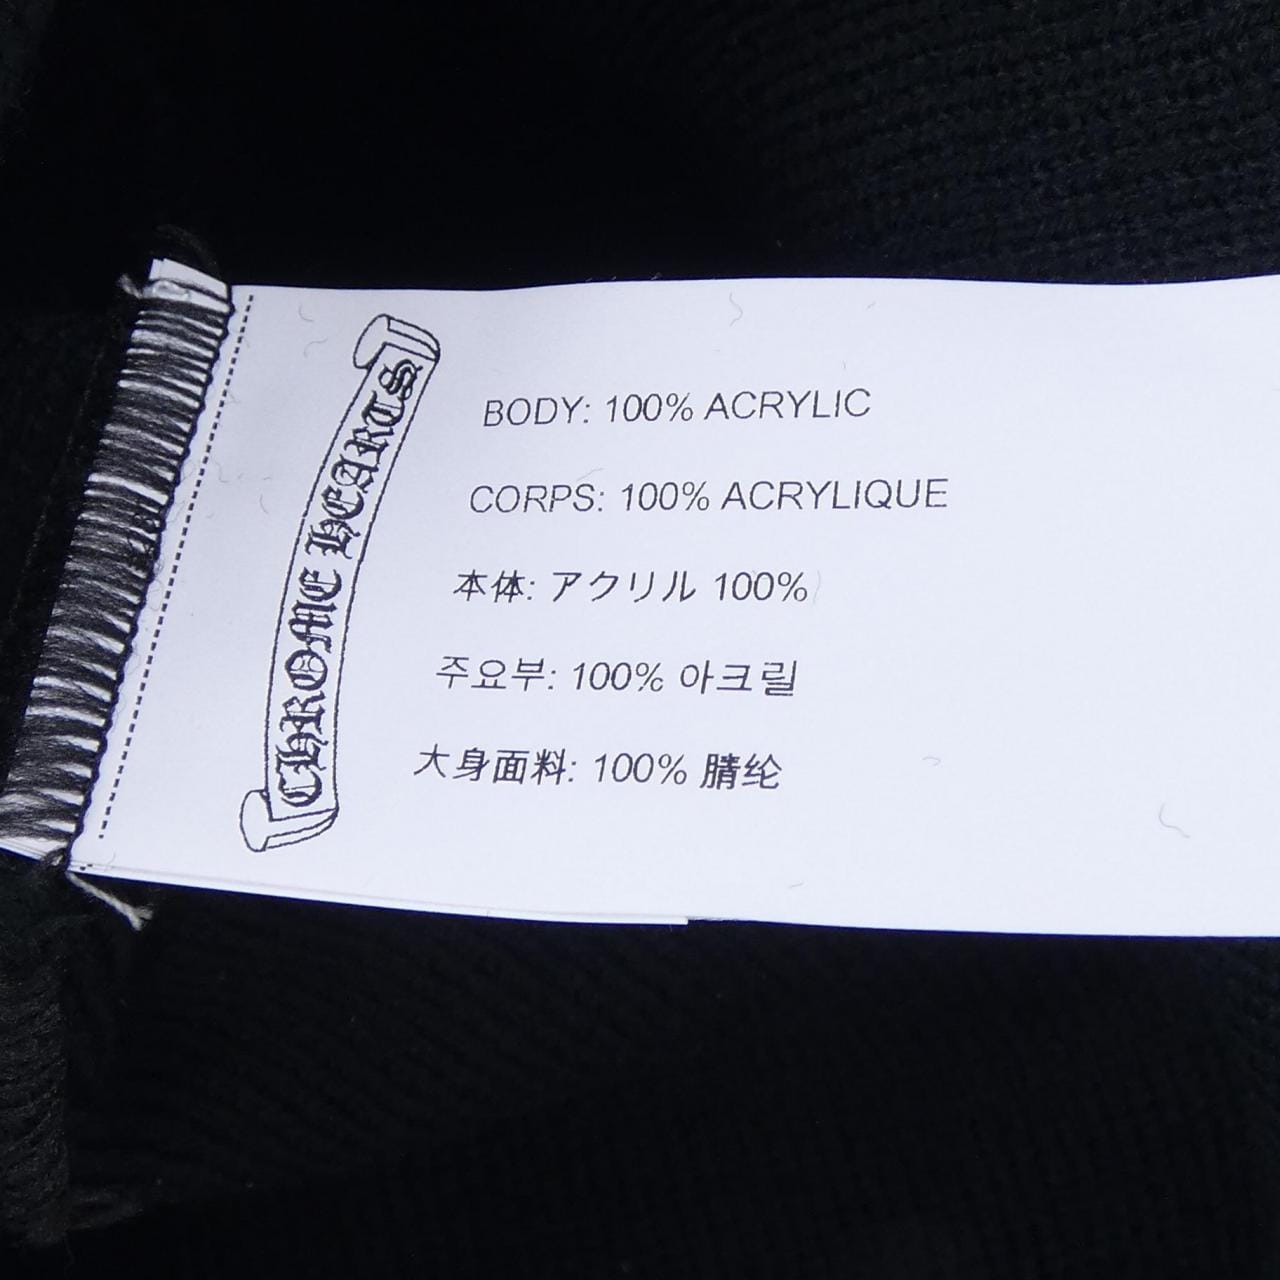 CHROME HEARTS
BODY: 100% ACRYLIC
CORPS: 100% ACRYLIQUE
本体: アクリル 100%
주요부: 100% 아크릴
大身面料: 100% 腈纶